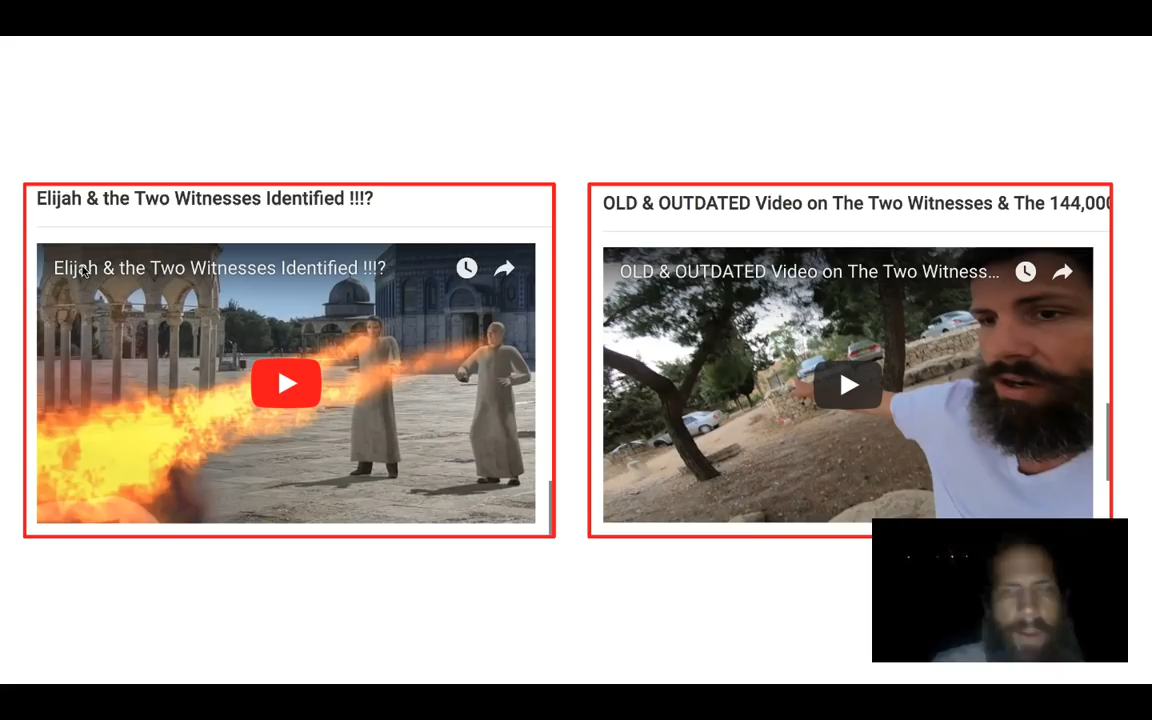 Elijah & the Two Witnesses Identified !!!?
Elijah & the Two Witnesses Identified !!!?
OLD & OUTDATED Video on The Two Witnesses & The 144,000
OLD & OUTDATED Video on The Two Witness...